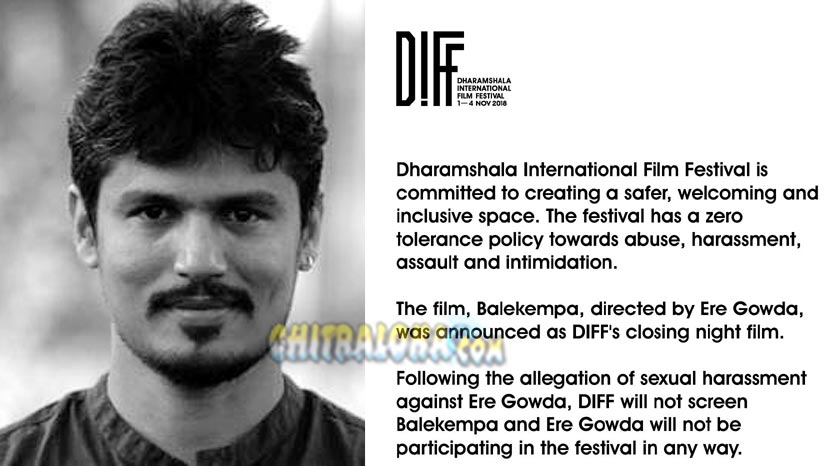 DIFF
DHARAMSHALA
INTERNATIONAL
FILM FESTIVAL
1—4 NOV 2018
Dharamshala International Film Festival is
committed to creating a safer, welcoming and
inclusive space. The festival has a zero
tolerance policy towards abuse, harassment,
assault and intimidation.
The film, Balekempa, directed by Ere Gowda,
was announced as DIFF's closing night film.
CHITRALOKA.COM
Following the allegation of sexual harassment
against Ere Gowda, DIFF will not screen
Balekempa and Ere Gowda will not be
participating in the festival in any way.